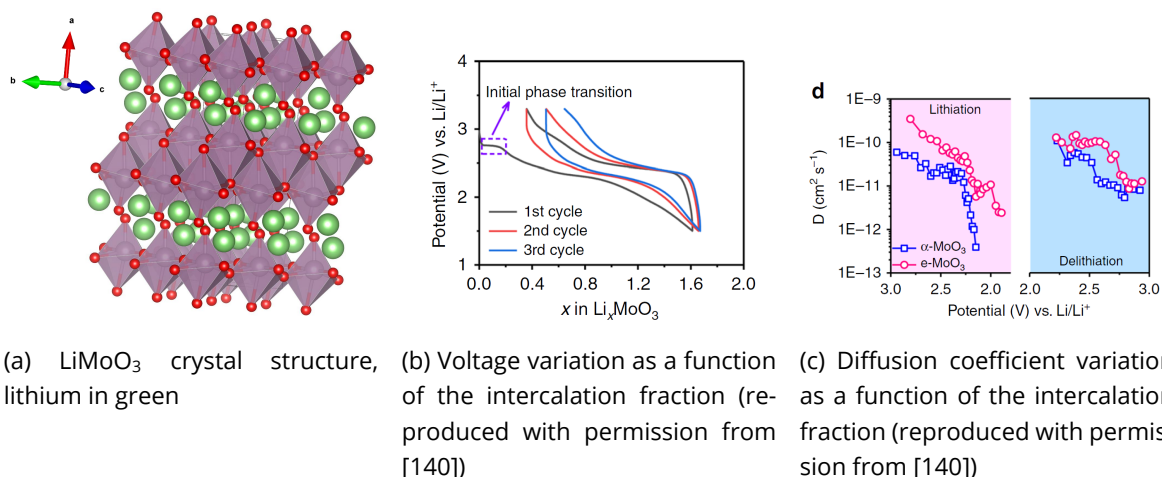 a
b
c
4
3
2
1
Potential (V) vs. Li/Li⁺
Initial phase transition
1st cycle
2nd cycle
3rd cycle
0.0 0.4 0.8 1.2 1.6 2.0
x in LiₓMoO₃
d
1E−9
1E−10
1E−11
1E−12
1E−13
D (cm² s⁻¹)
Lithiation
α-MoO₃
e-MoO₃
Delithiation
3.0 2.5 2.0 2.0 2.5 3.0
Potential (V) vs. Li/Li⁺
(a) LiMoO₃ crystal structure,
lithium in green
(b) Voltage variation as a function
of the intercalation fraction (re-
produced with permission from
[140])
(c) Diffusion coefficient variation
as a function of the intercalation
fraction (reproduced with permis
sion from [140])